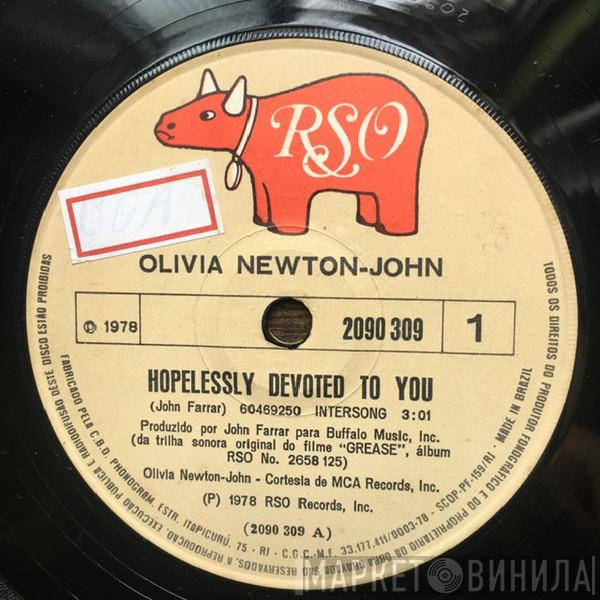 RSO
OLIVIA NEWTON-JOHN
℗ 1978
2090 309
1
HOPELESSLY DEVOTED TO YOU
(John Farrar) 60469250 INTERSONG 3:01
Produzido por John Farrar para Buffalo Music, Inc.
(da trilha sonora original do filme "GREASE", álbum
RSO No. 2658 125)
Olivia Newton-John - Cortesia de MCA Records, Inc.
(P) 1978 RSO Records, Inc.
(2090 309 A)
TODOS OS DIREITOS DO PRODUTOR FONOGRÁFICO E DO PROPRIETÁRIO DA OBRA GRAVADA SÃO RESERVADOS. A REPRODUÇÃO, EXECUÇÃO PÚBLICA E RADIODIFUSÃO DESTE DISCO ESTÃO PROIBIDAS
FABRICADO PELA C.B.D. PHONOGRAM, ESTR. ITAPICURÚ, 75 - RJ - C.G.C.-M.F. 33.177.411/0003-78 - SCDP-PF-159/RJ - MADE IN BRAZIL
МАРКЕТ ВИНИЛА